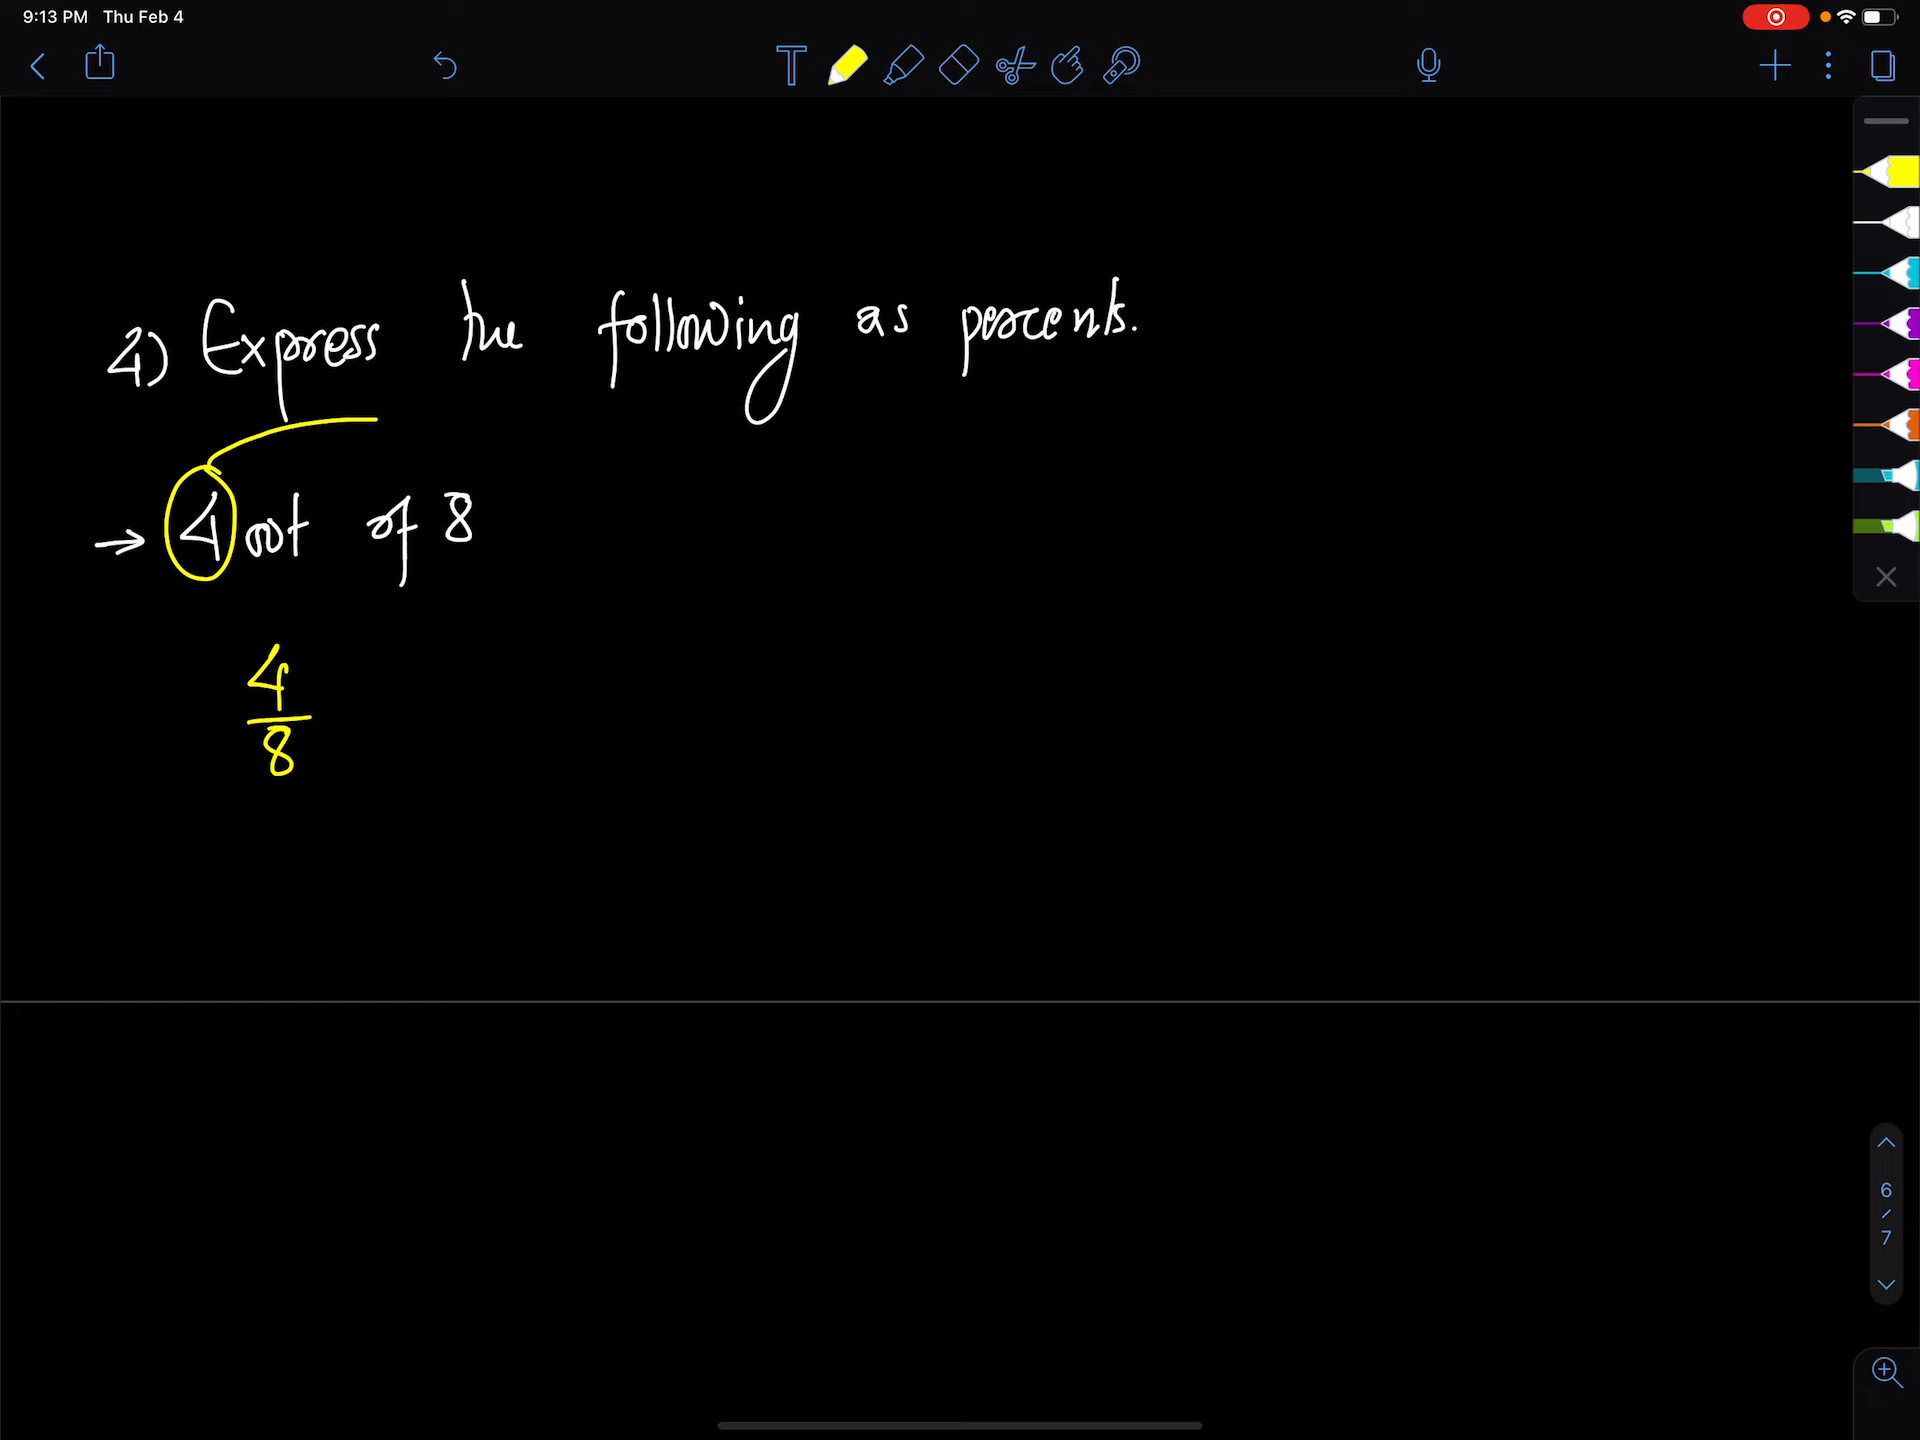 9:13 PM Thu Feb 4
4) Express the following as percents.
→ 4 out of 8
4
8
6
/
7